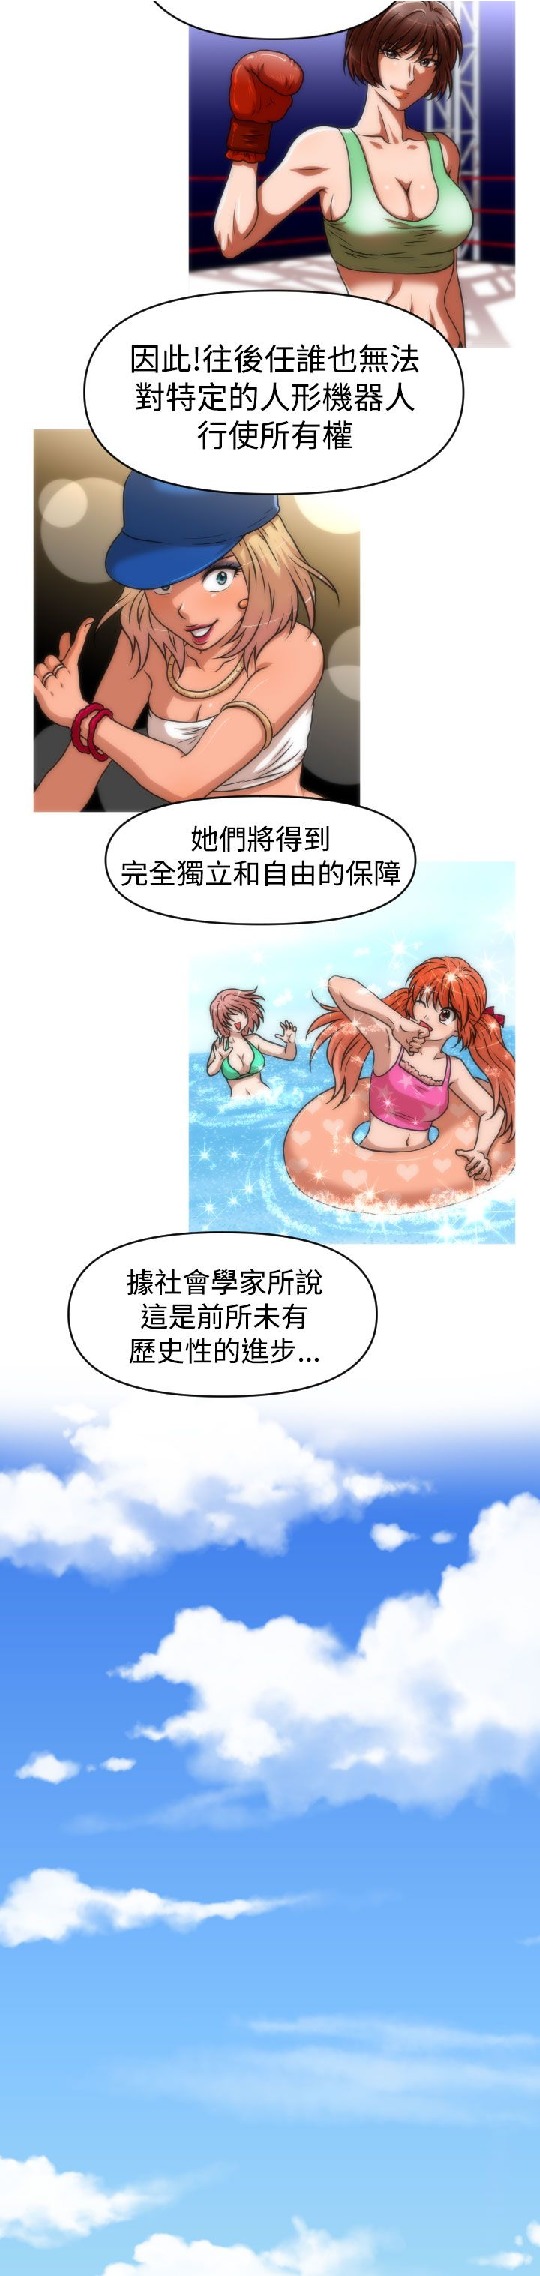 因此!往後任誰也無法
對特定的人形機器人
行使所有權
她們將得到
完全獨立和自由的保障
據社會學家所說
這是前所未有
歷史性的進步...